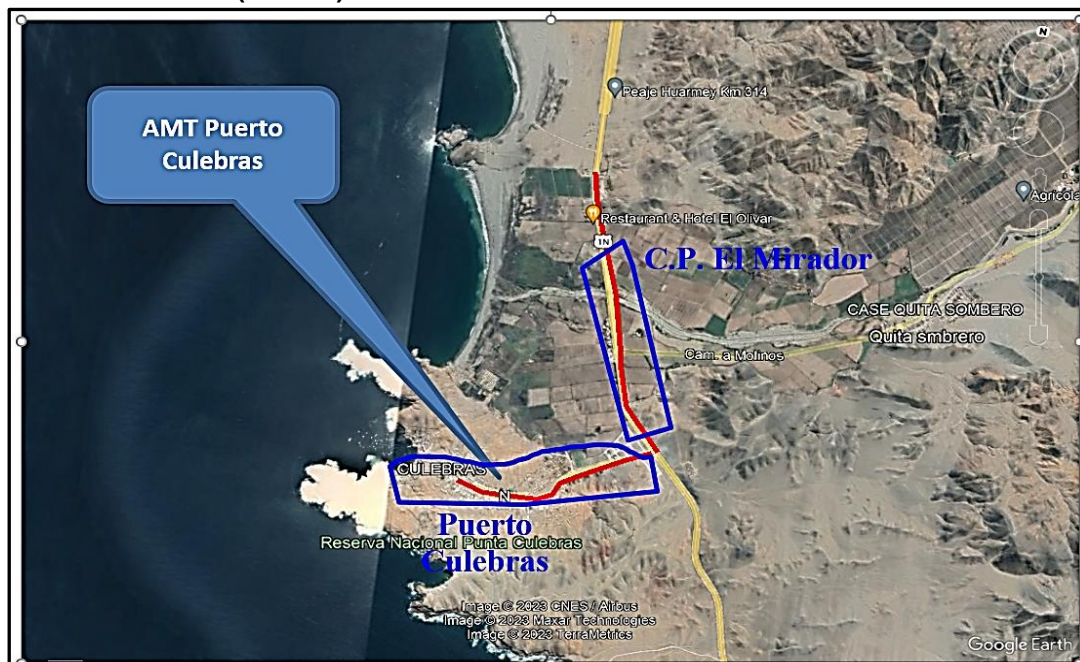 AMT Puerto
Culebras
Peaje Huarmey Km 314
N
Agrícola
Restaurant & Hotel El Olivar
1N
C.P. El Mirador
CASE QUITA SOMBERO
Quita smbrero
Cam. a Molinos
CULEBRAS
N
Puerto
Culebras
Reserva Nacional Punta Culebras
Image © 2023 CNES / Airbus
Image © 2023 Maxar Technologies
Image © 2023 TerraMetrics
Google Earth